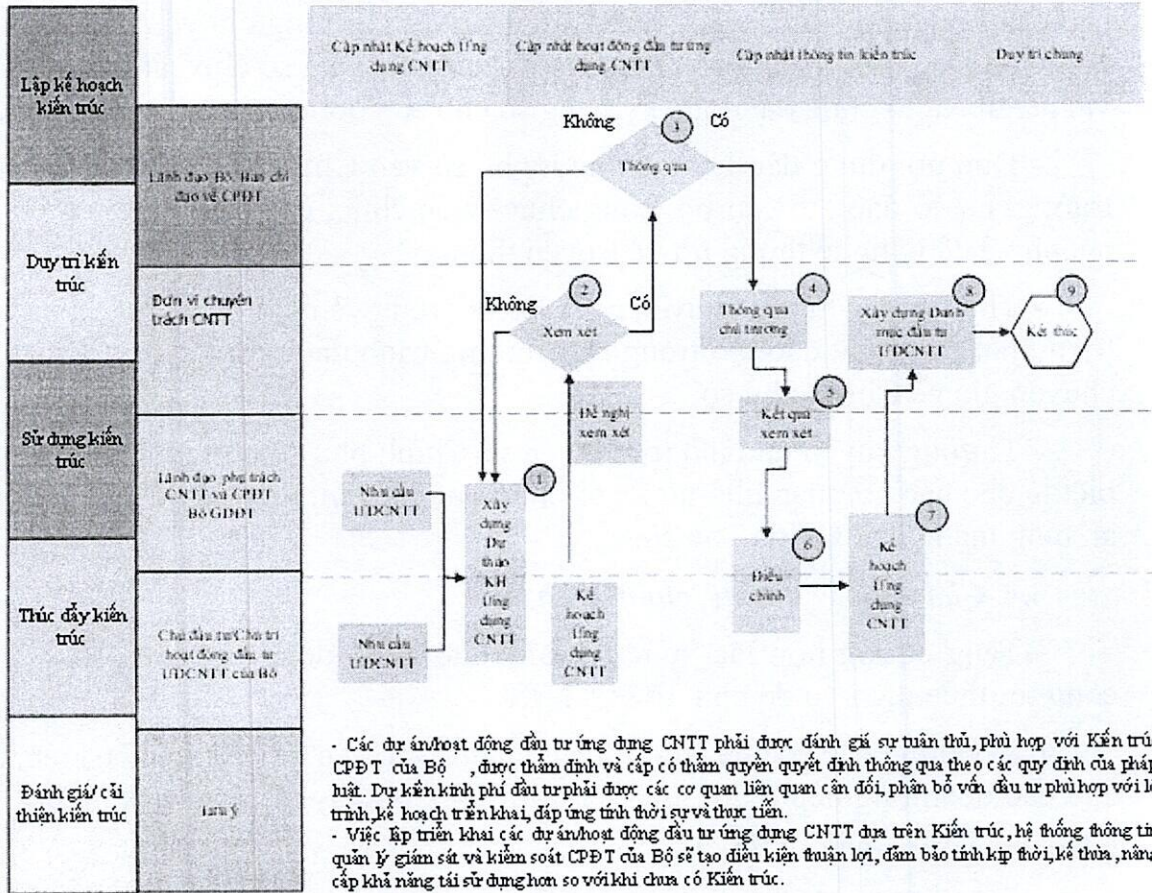 Lập kế hoạch
kiến trúc
Duy trì kiến
trúc
Sử dụng kiến
trúc
Thúc đẩy kiến
trúc
Đánh giá/ cải
thiện kiến trúc
Lãnh đạo Bộ, Ban chỉ
đạo về CPĐT
Đơn vị chuyên
trách CNTT
Lãnh đạo phụ trách
CNTT và CPĐT
Bộ GDĐT
Chủ đầu tư/Chủ trì
hoạt động đầu tư
ƯDCNTT của Bộ
Lưu ý
Cập nhật Kế hoạch Ứng
dụng CNTT
Cập nhật hoạt động đầu tư ứng
dụng CNTT
Cập nhật thông tin kiến trúc
Duy trì chung
Không
3
Có
Thông qua
Không
2
Có
Xem xét
4
Thông qua
chủ trương
8
Xây dựng Danh
mục đầu tư
ƯDCNTT
9
Kết thúc
Đề nghị
xem xét
5
Kết quả
xem xét
Nhu cầu
ƯDCNTT
1
Xây
dựng
Dự
thảo
KH
Ứng
dụng
CNTT
Nhu cầu
ƯDCNTT
Kế
hoạch
Ứng
dụng
CNTT
6
Điều
chỉnh
7
Kế
hoạch
Ứng
dụng
CNTT
- Các dự án/hoạt động đầu tư ứng dụng CNTT phải được đánh giá sự tuân thủ, phù hợp với Kiến trúc
CPĐT của Bộ , được thẩm định và cấp có thẩm quyền quyết định thông qua theo các quy định của pháp
luật. Dự kiến kinh phí đầu tư phải được các cơ quan liên quan cân đối, phân bổ vốn đầu tư phù hợp với lộ
trình, kế hoạch triển khai, đáp ứng tính thời sự và thực tiễn.
- Việc lập triển khai các dự án/hoạt động đầu tư ứng dụng CNTT dựa trên Kiến trúc, hệ thống thông tin
quản lý giám sát và kiểm soát CPĐT của Bộ sẽ tạo điều kiện thuận lợi, đảm bảo tính kịp thời, kế thừa, nâng
cấp khả năng tái sử dụng hơn so với khi chưa có Kiến trúc.